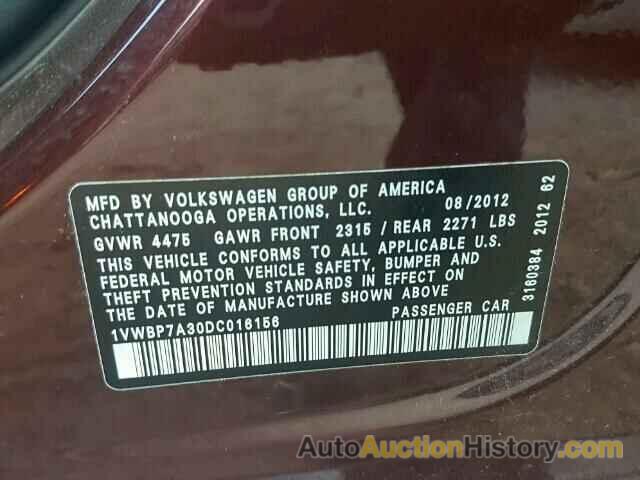 MFD BY VOLKSWAGEN GROUP OF AMERICA
CHATTANOOGA OPERATIONS, LLC. 08/2012
GVWR 4475 GAWR FRONT 2315 / REAR 2271 LBS
THIS VEHICLE CONFORMS TO ALL APPLICABLE U.S.
FEDERAL MOTOR VEHICLE SAFETY, BUMPER AND
THEFT PREVENTION STANDARDS IN EFFECT ON
THE DATE OF MANUFACTURE SHOWN ABOVE
1VWBP7A30DC016156 PASSENGER CAR
3160384 2012 62
AutoAuctionHistory.com